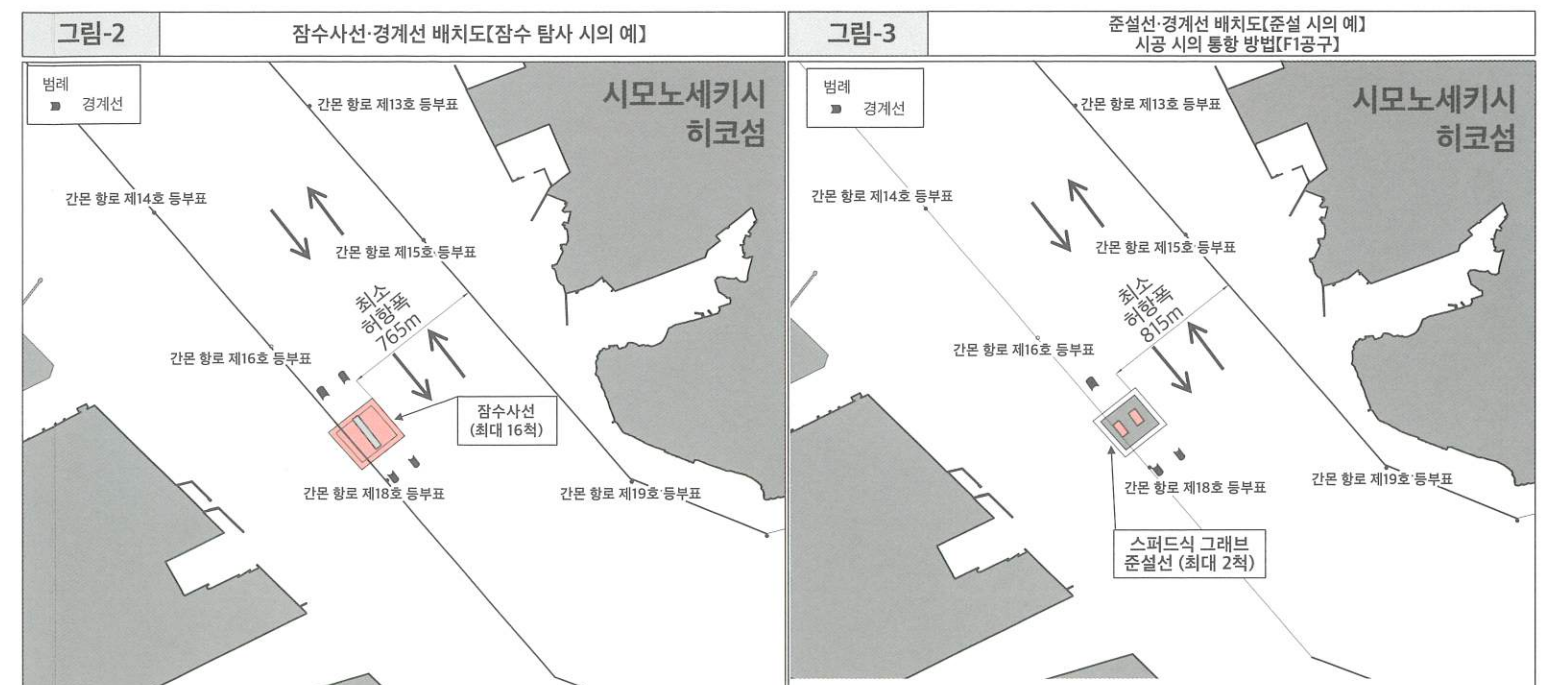 그림-2
잠수사선·경계선 배치도【잠수 탐사 시의 예】
범례
경계선
시모노세키시
히코섬
간몬 항로 제13호 등부표
간몬 항로 제14호 등부표
간몬 항로 제15호 등부표
최소
허항폭
765m
간몬 항로 제16호 등부표
잠수사선
(최대 16척)
간몬 항로 제18호 등부표
간몬 항로 제19호 등부표
그림-3
준설선·경계선 배치도【준설 시의 예】
시공 시의 통항 방법【F1공구】
범례
경계선
시모노세키시
히코섬
간몬 항로 제13호 등부표
간몬 항로 제14호 등부표
간몬 항로 제15호 등부표
최소
허항폭
815m
간몬 항로 제16호 등부표
간몬 항로 제18호 등부표
간몬 항로 제19호 등부표
스퍼드식 그래브
준설선 (최대 2척)